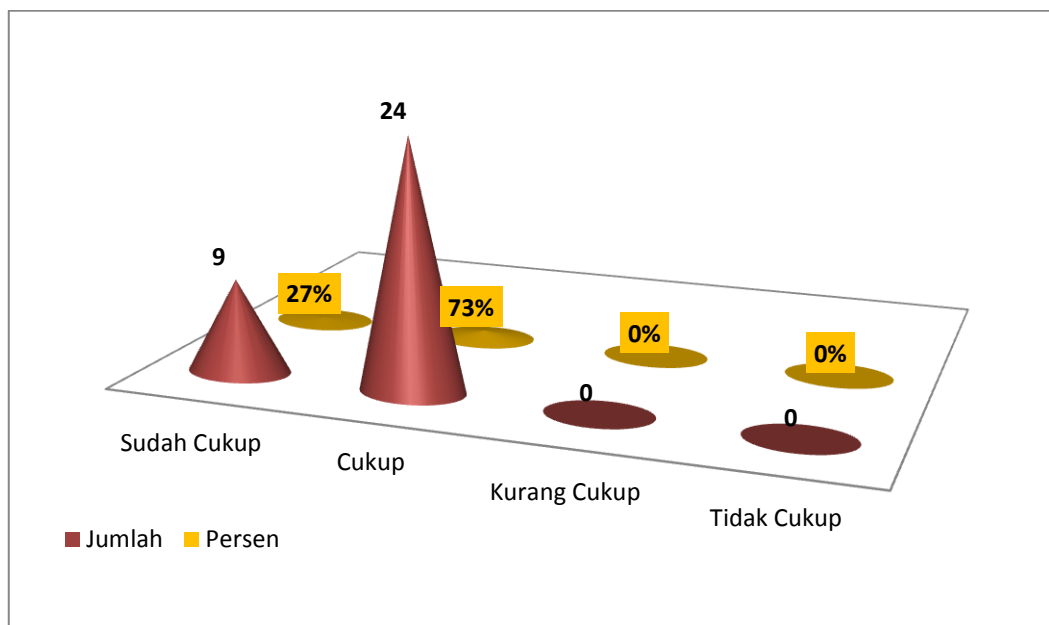 24
9
27%
73%
0%
0%
0
0
Sudah Cukup
Cukup
Kurang Cukup
Tidak Cukup
Jumlah
Persen